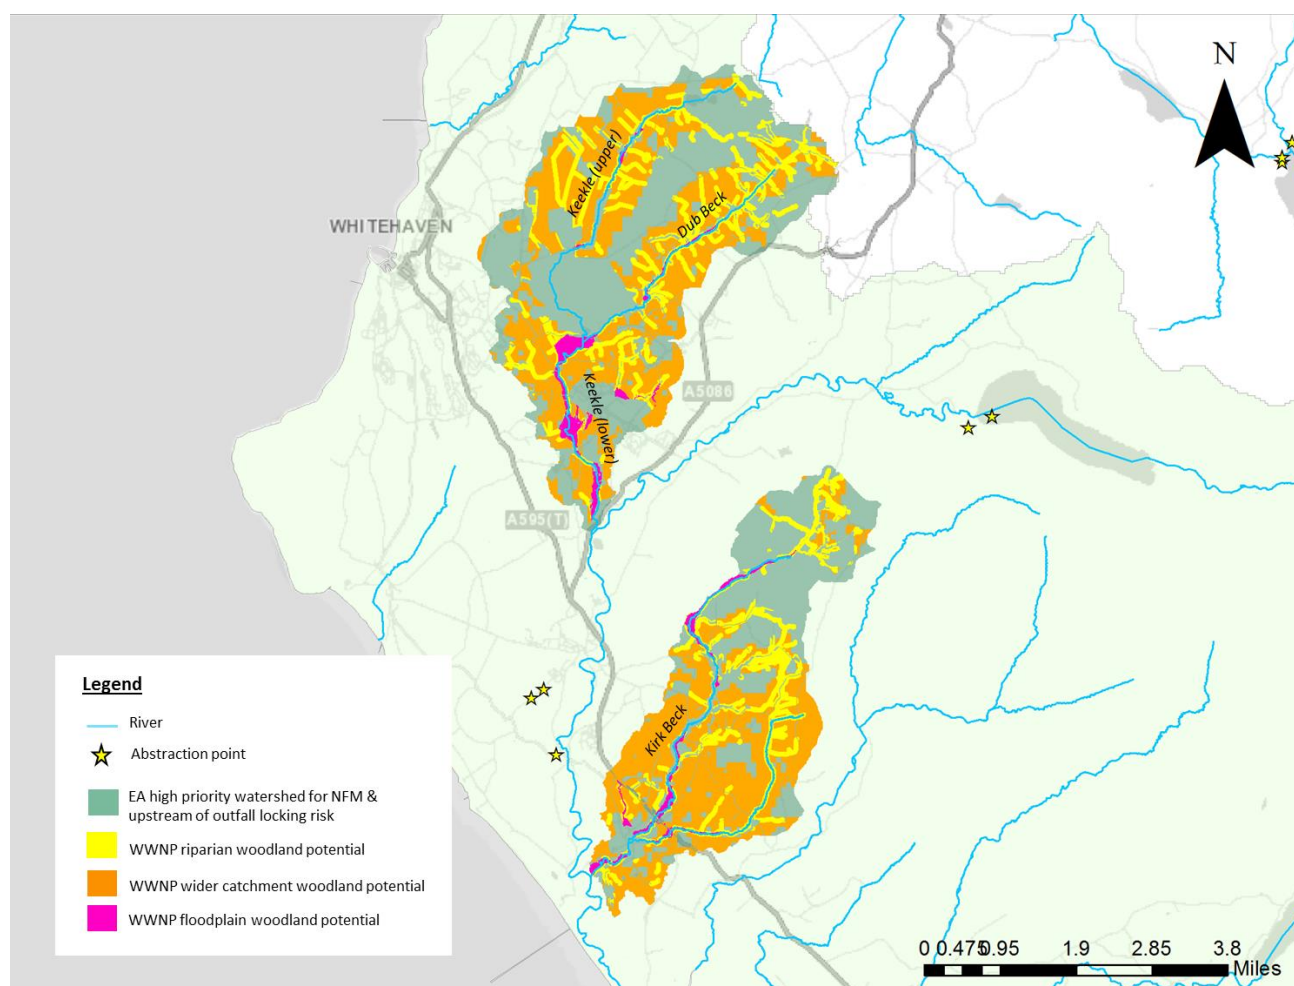 N
Keekle (upper)
WHITEHAVEN
Dub Beck
Keekle (lower)
A5086
A595(T)
Kirk Beck
Legend
River
Abstraction point
EA high priority watershed for NFM &
upstream of outfall locking risk
WWNP riparian woodland potential
WWNP wider catchment woodland potential
WWNP floodplain woodland potential
0 0.475 0.95 1.9 2.85 3.8
Miles